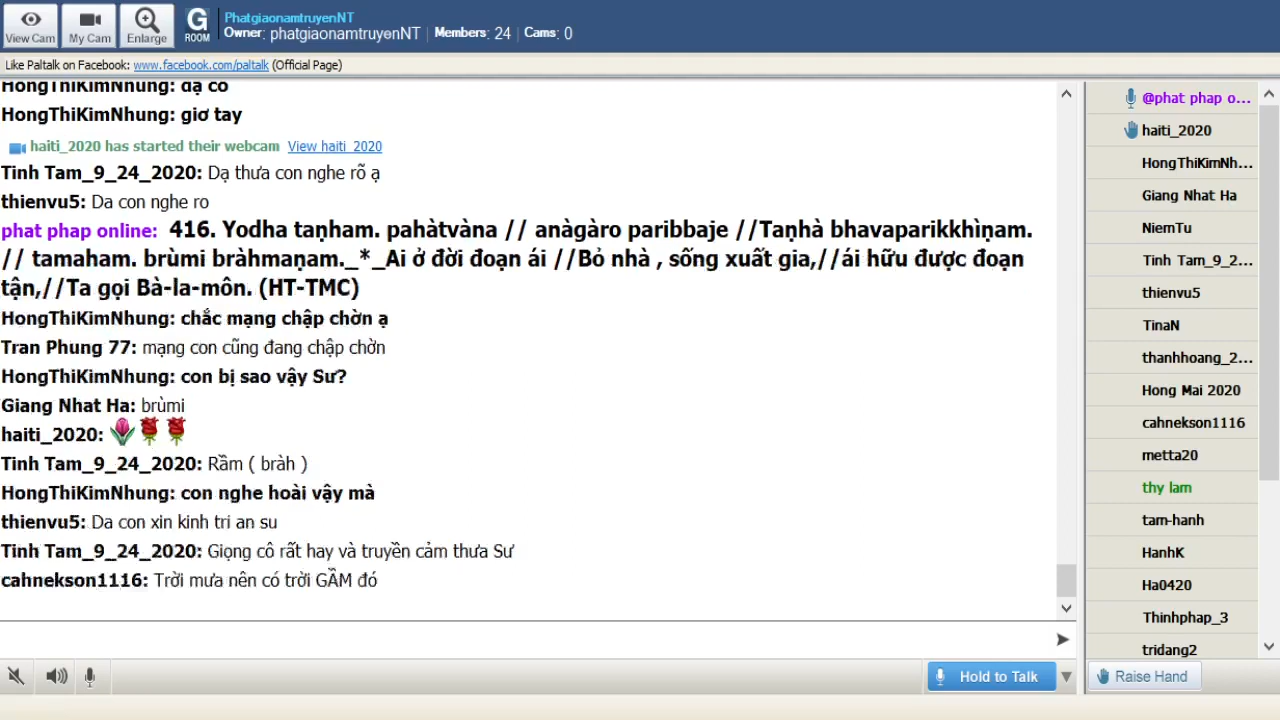 View Cam
My Cam
Enlarge
G
ROOM
PhatgiaonamtruyenNT
Owner: phatgiaonamtruyenNT | Members: 24 | Cams: 0
Like Paltalk on Facebook: www.facebook.com/paltalk (Official Page)
HongThiKimNhung: dạ có
HongThiKimNhung: giơ tay
haiti_2020 has started their webcam View haiti_2020
Tinh Tam_9_24_2020: Dạ thưa con nghe rõ ạ
thienvu5: Da con nghe ro
phat phap online: 416. Yodha taṇham. pahàtvàna // anàgàro paribbaje //Taṇhà bhavaparikkhìṇam.
// tamaham. brùmi bràhmaṇam._*_Ai ở đời đoạn ái //Bỏ nhà , sống xuất gia,//ái hữu được đoạn
tận,//Ta gọi Bà-la-môn. (HT-TMC)
HongThiKimNhung: chắc mạng chập chờn ạ
Tran Phung 77: mạng con cũng đang chập chờn
HongThiKimNhung: con bị sao vậy Sư?
Giang Nhat Ha: brùmi
haiti_2020:
Tinh Tam_9_24_2020: Rầm ( bràh )
HongThiKimNhung: con nghe hoài vậy mà
thienvu5: Da con xin kinh tri an su
Tinh Tam_9_24_2020: Giọng cô rất hay và truyền cảm thưa Sư
cahnekson1116: Trời mưa nên có trời GẦM đó
Hold to Talk
@phat phap o...
haiti_2020
HongThiKimNh...
Giang Nhat Ha
NiemTu
Tinh Tam_9_2...
thienvu5
TinaN
thanhhoang_2...
Hong Mai 2020
cahnekson1116
metta20
thy lam
tam-hanh
HanhK
Ha0420
Thinhphap_3
tridang2
Raise Hand